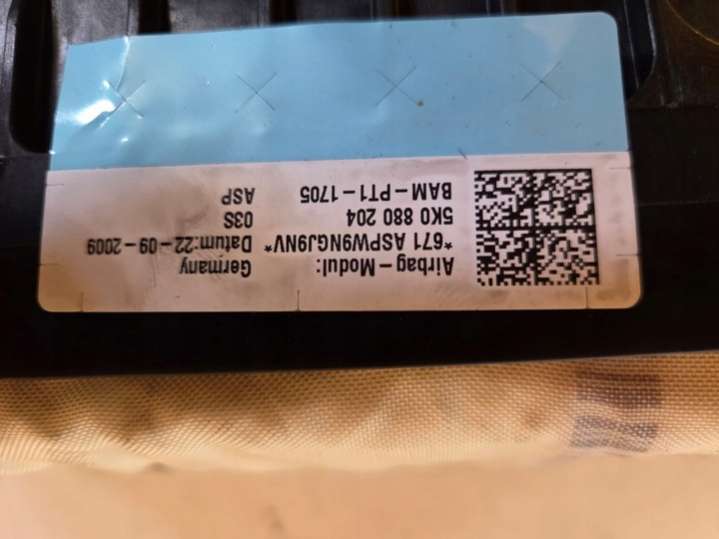 Airbag-Modul: Germany
*671 ASPW9NGJ9NV* Datum:22-09-2009
5K0 880 204 03S
BAM-PT1-1705 ASP